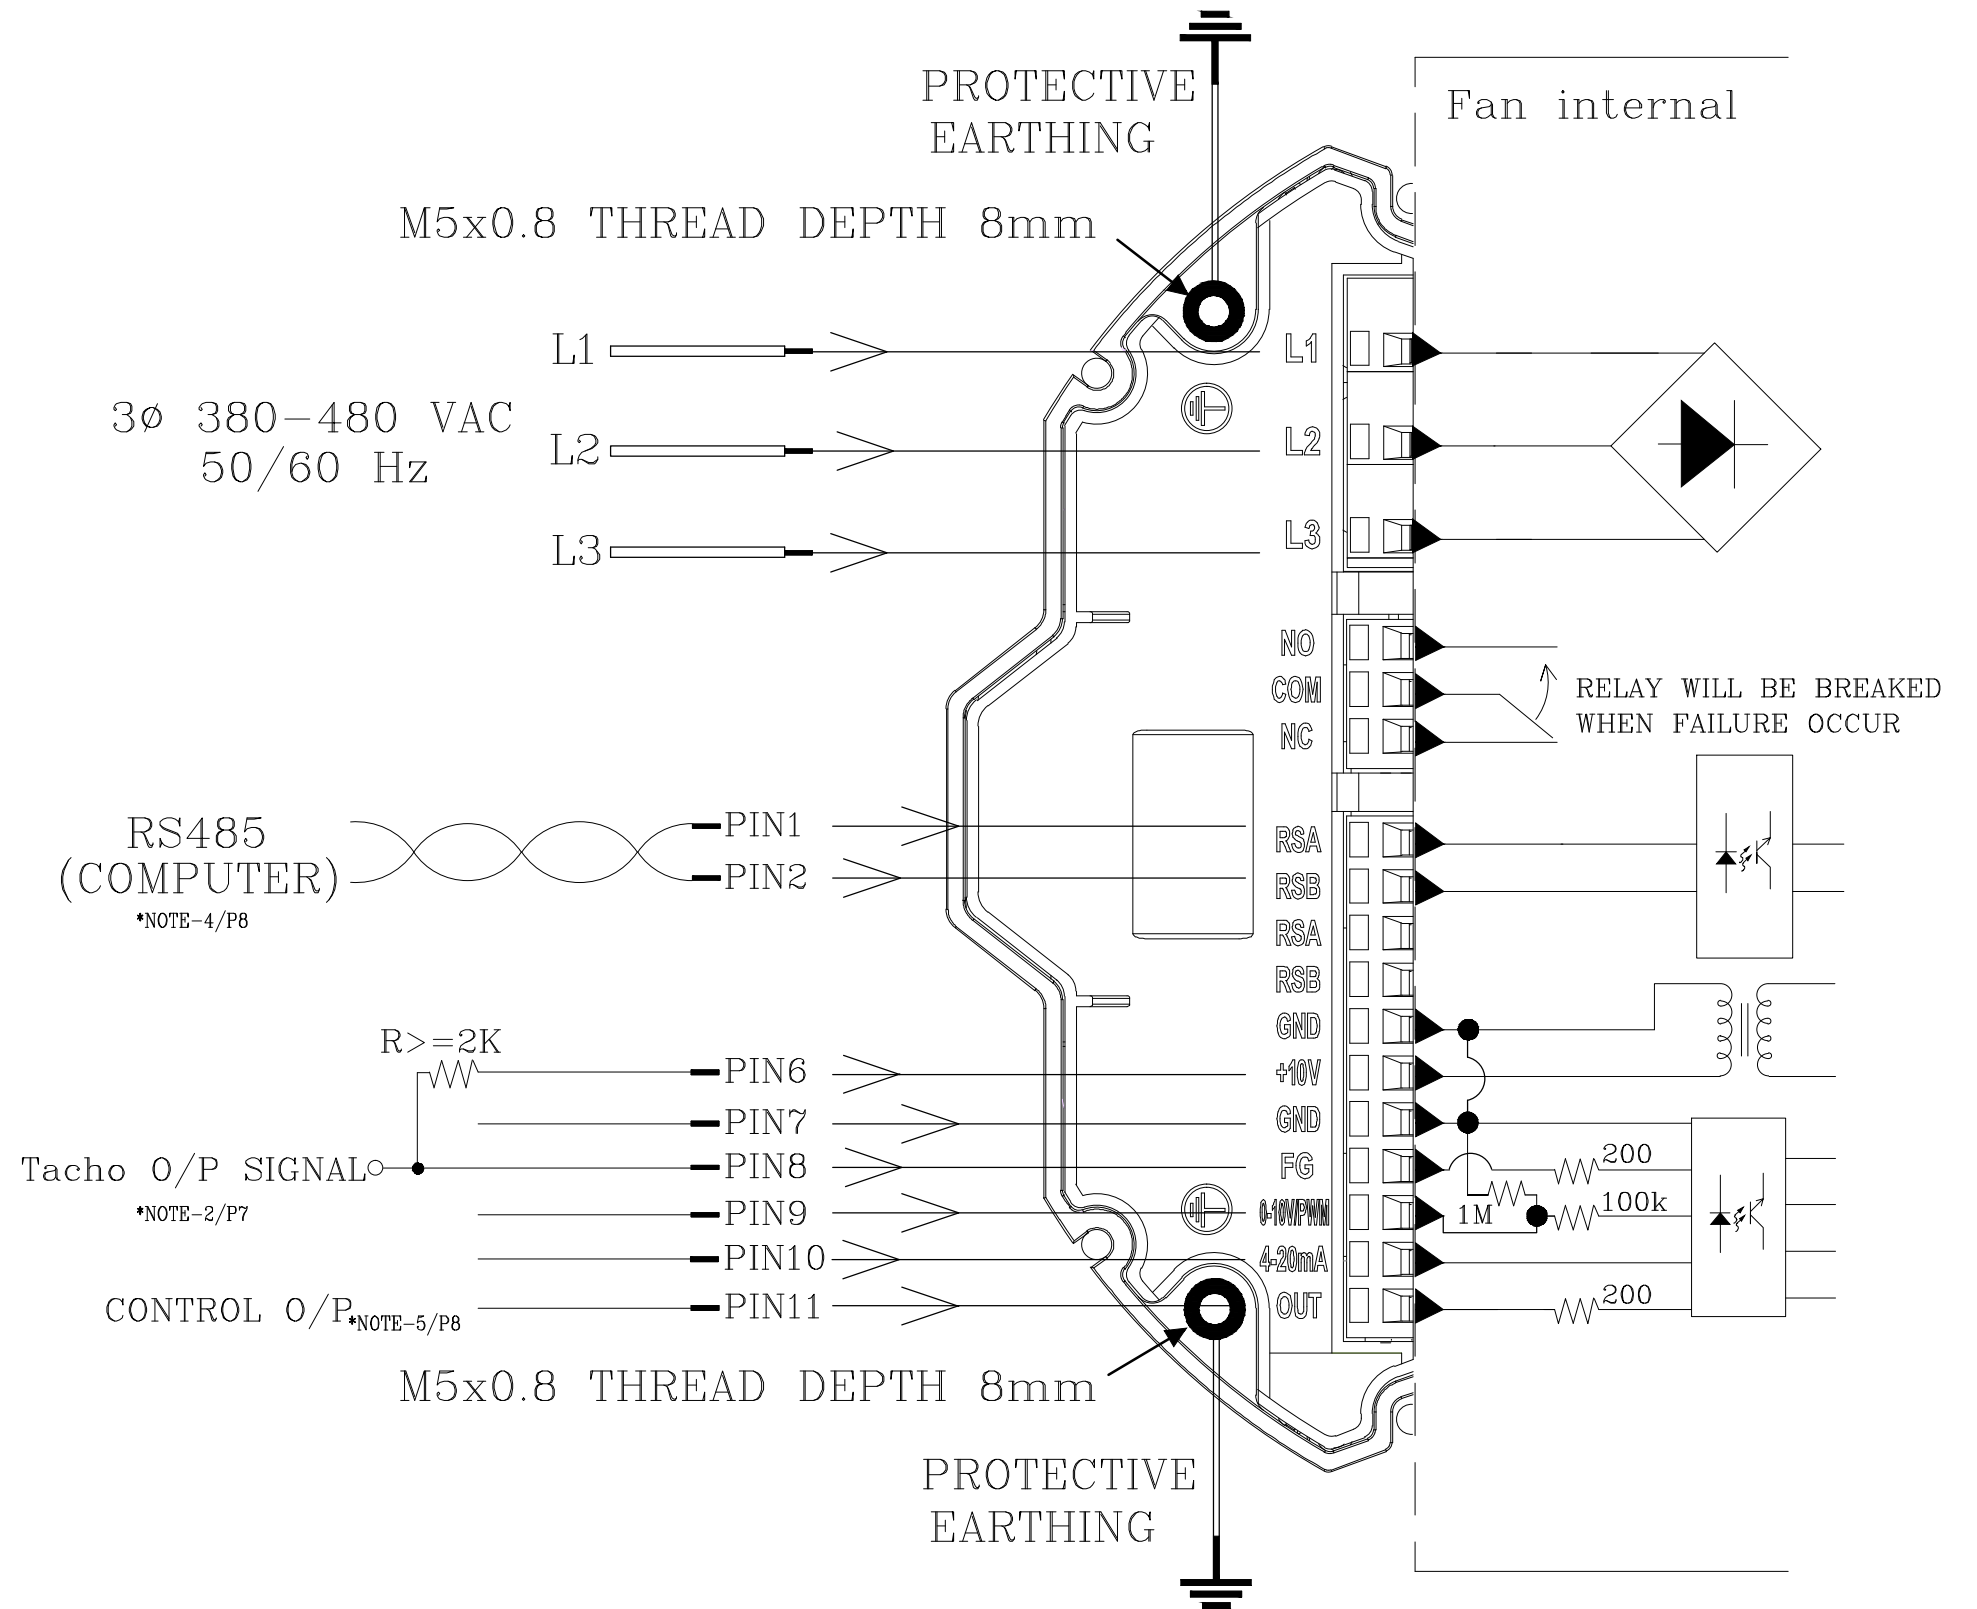 PROTECTIVE
EARTHING
Fan internal
M5x0.8 THREAD DEPTH 8mm
L1
L1
3ø 380-480 VAC
50/60 Hz
L2
L2
L3
L3
NO
COM
NC
RELAY WILL BE BREAKED
WHEN FAILURE OCCUR
RS485
(COMPUTER)
*NOTE-4/P8
PIN1
PIN2
RSA
RSB
RSA
RSB
GND
+10V
GND
FG
0-10V/PWM
4-20mA
OUT
R>=2K
PIN6
PIN7
PIN8
PIN9
PIN10
PIN11
Tacho O/P SIGNAL
*NOTE-2/P7
CONTROL O/P
*NOTE-5/P8
200
1M
100k
200
M5x0.8 THREAD DEPTH 8mm
PROTECTIVE
EARTHING